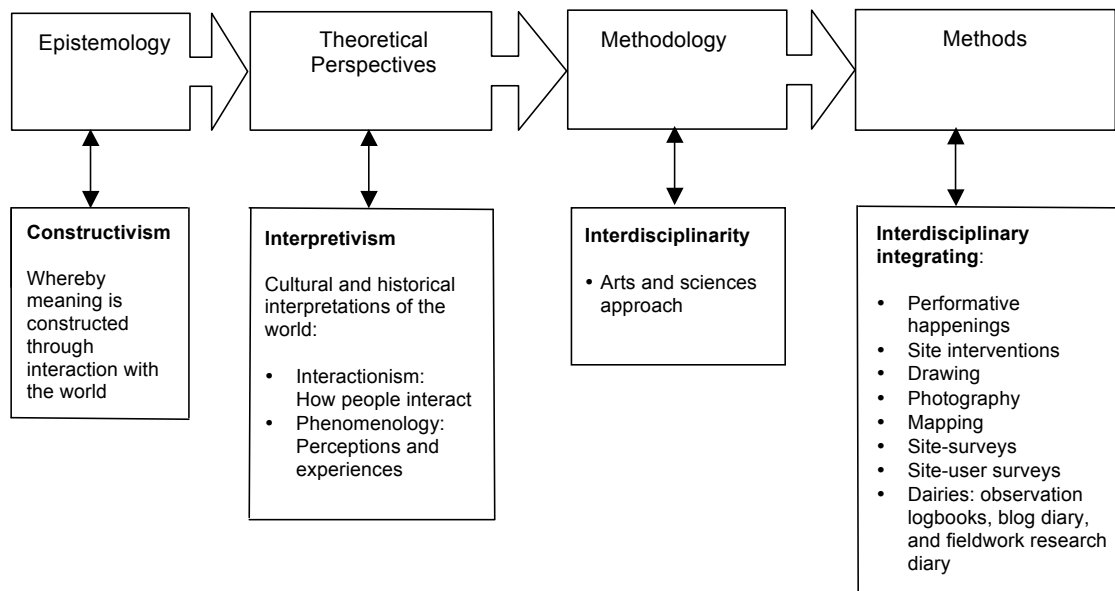 Epistemology
Theoretical
Perspectives
Methodology
Methods
Constructivism
Whereby
meaning is
constructed
through
interaction with
the world
Interpretivism
Cultural and historical
interpretations of the
world:
• Interactionism:
How people interact
• Phenomenology:
Perceptions and
experiences
Interdisciplinarity
• Arts and sciences
approach
Interdisciplinary
integrating:
• Performative
happenings
• Site interventions
• Drawing
• Photography
• Mapping
• Site-surveys
• Site-user surveys
• Dairies: observation
logbooks, blog diary,
and fieldwork research
diary